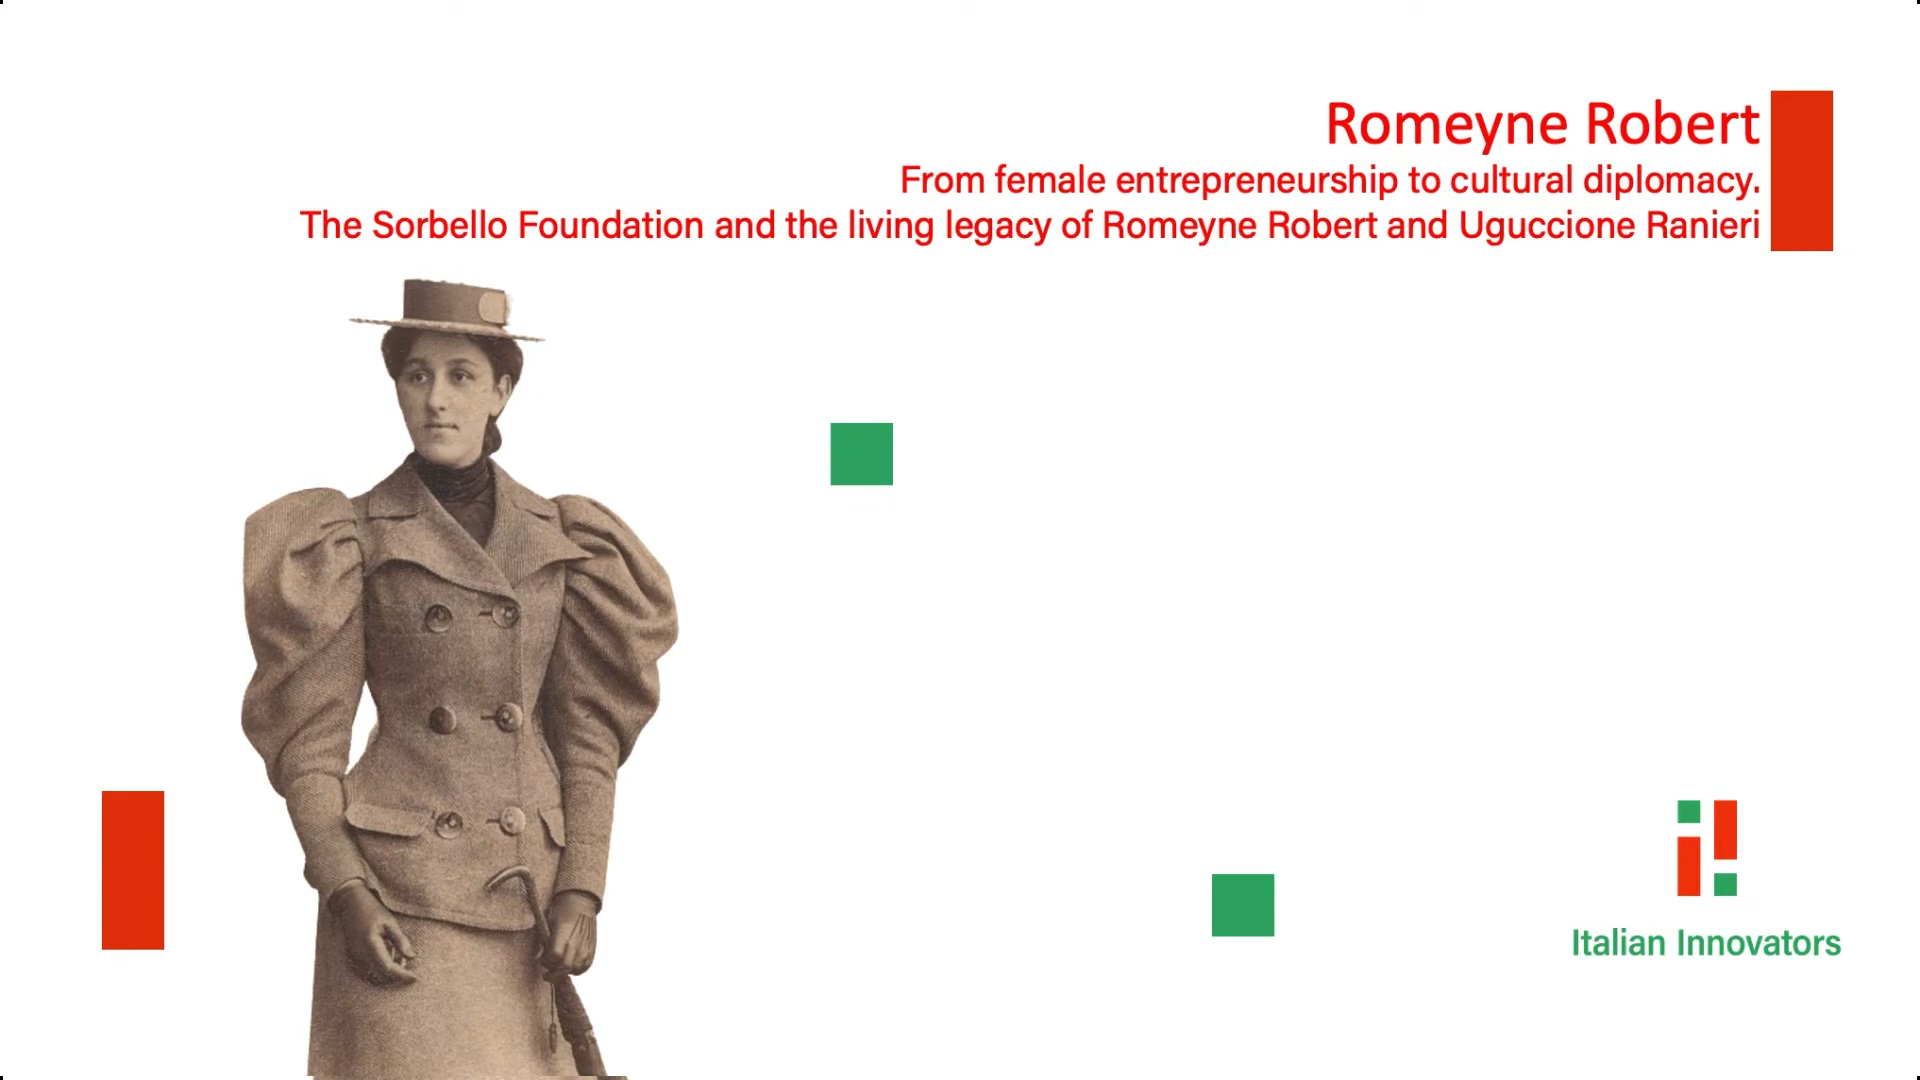 Romeyne Robert
From female entrepreneurship to cultural diplomacy.
The Sorbello Foundation and the living legacy of Romeyne Robert and Uguccione Ranieri
Italian Innovators